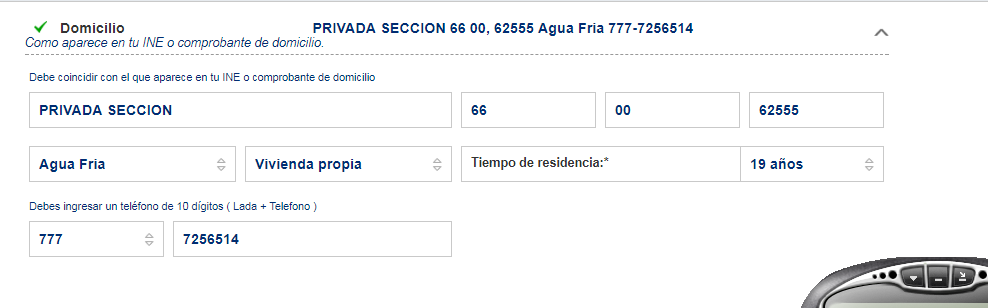 Domicilio PRIVADA SECCION 66 00, 62555 Agua Fria 777-7256514
Como aparece en tu INE o comprobante de domicilio.
Debe coincidir con el que aparece en tu INE o comprobante de domicilio
PRIVADA SECCION 66 00 62555
Agua Fria Vivienda propia Tiempo de residencia:* 19 años
Debes ingresar un teléfono de 10 dígitos ( Lada + Telefono )
777 7256514